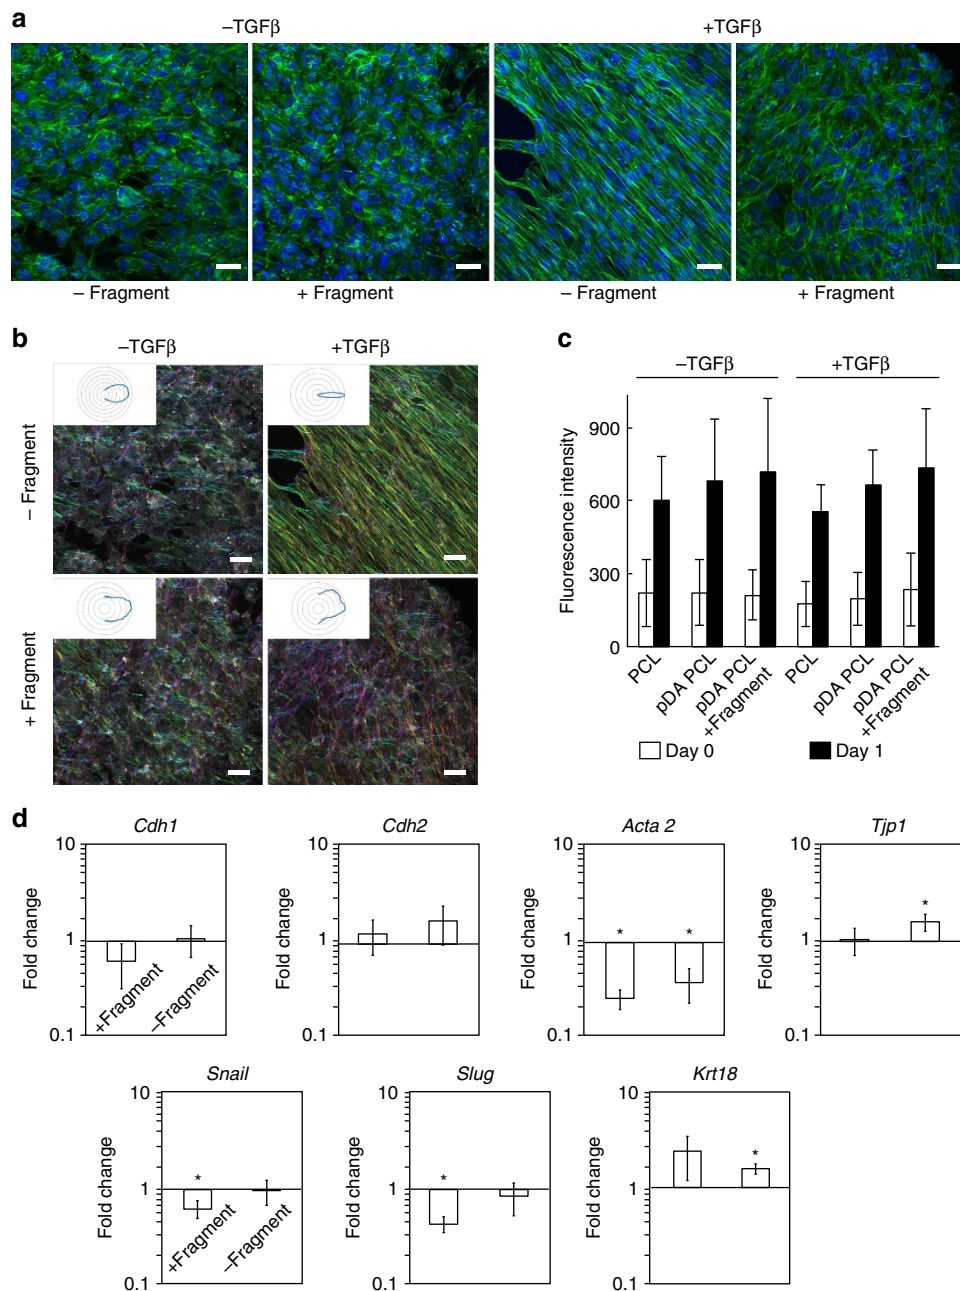 a
–TGFβ
+TGFβ
– Fragment
+ Fragment
– Fragment
+ Fragment
b
–TGFβ
+TGFβ
– Fragment
+ Fragment
c
–TGFβ
+TGFβ
Fluorescence intensity
900
600
300
0
PCL
pDA PCL
pDA PCL
+Fragment
PCL
pDA PCL
pDA PCL
+Fragment
Day 0
Day 1
d
Cdh1
Fold change
10
1
0.1
+Fragment
–Fragment
Cdh2
Fold change
10
1
0.1
Acta 2
Fold change
10
1
0.1
*
*
Tjp1
Fold change
10
1
0.1
*
Snail
Fold change
10
1
0.1
*
+Fragment
–Fragment
Slug
Fold change
10
1
0.1
*
Krt18
Fold change
10
1
0.1
*